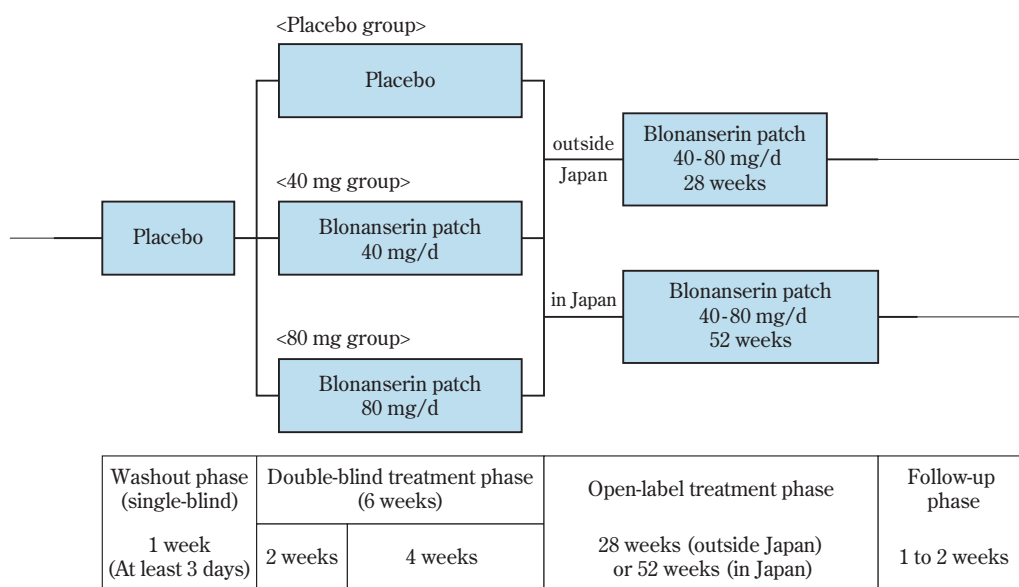 <Placebo group>
Placebo
<40 mg group>
Placebo
Blonanserin patch
40 mg/d
<80 mg group>
Blonanserin patch
80 mg/d
outside
Japan
Blonanserin patch
40-80 mg/d
28 weeks
in Japan
Blonanserin patch
40-80 mg/d
52 weeks
Washout phase
(single-blind)
1 week
(At least 3 days)
Double-blind treatment phase
(6 weeks)
2 weeks
4 weeks
Open-label treatment phase
28 weeks (outside Japan)
or 52 weeks (in Japan)
Follow-up
phase
1 to 2 weeks